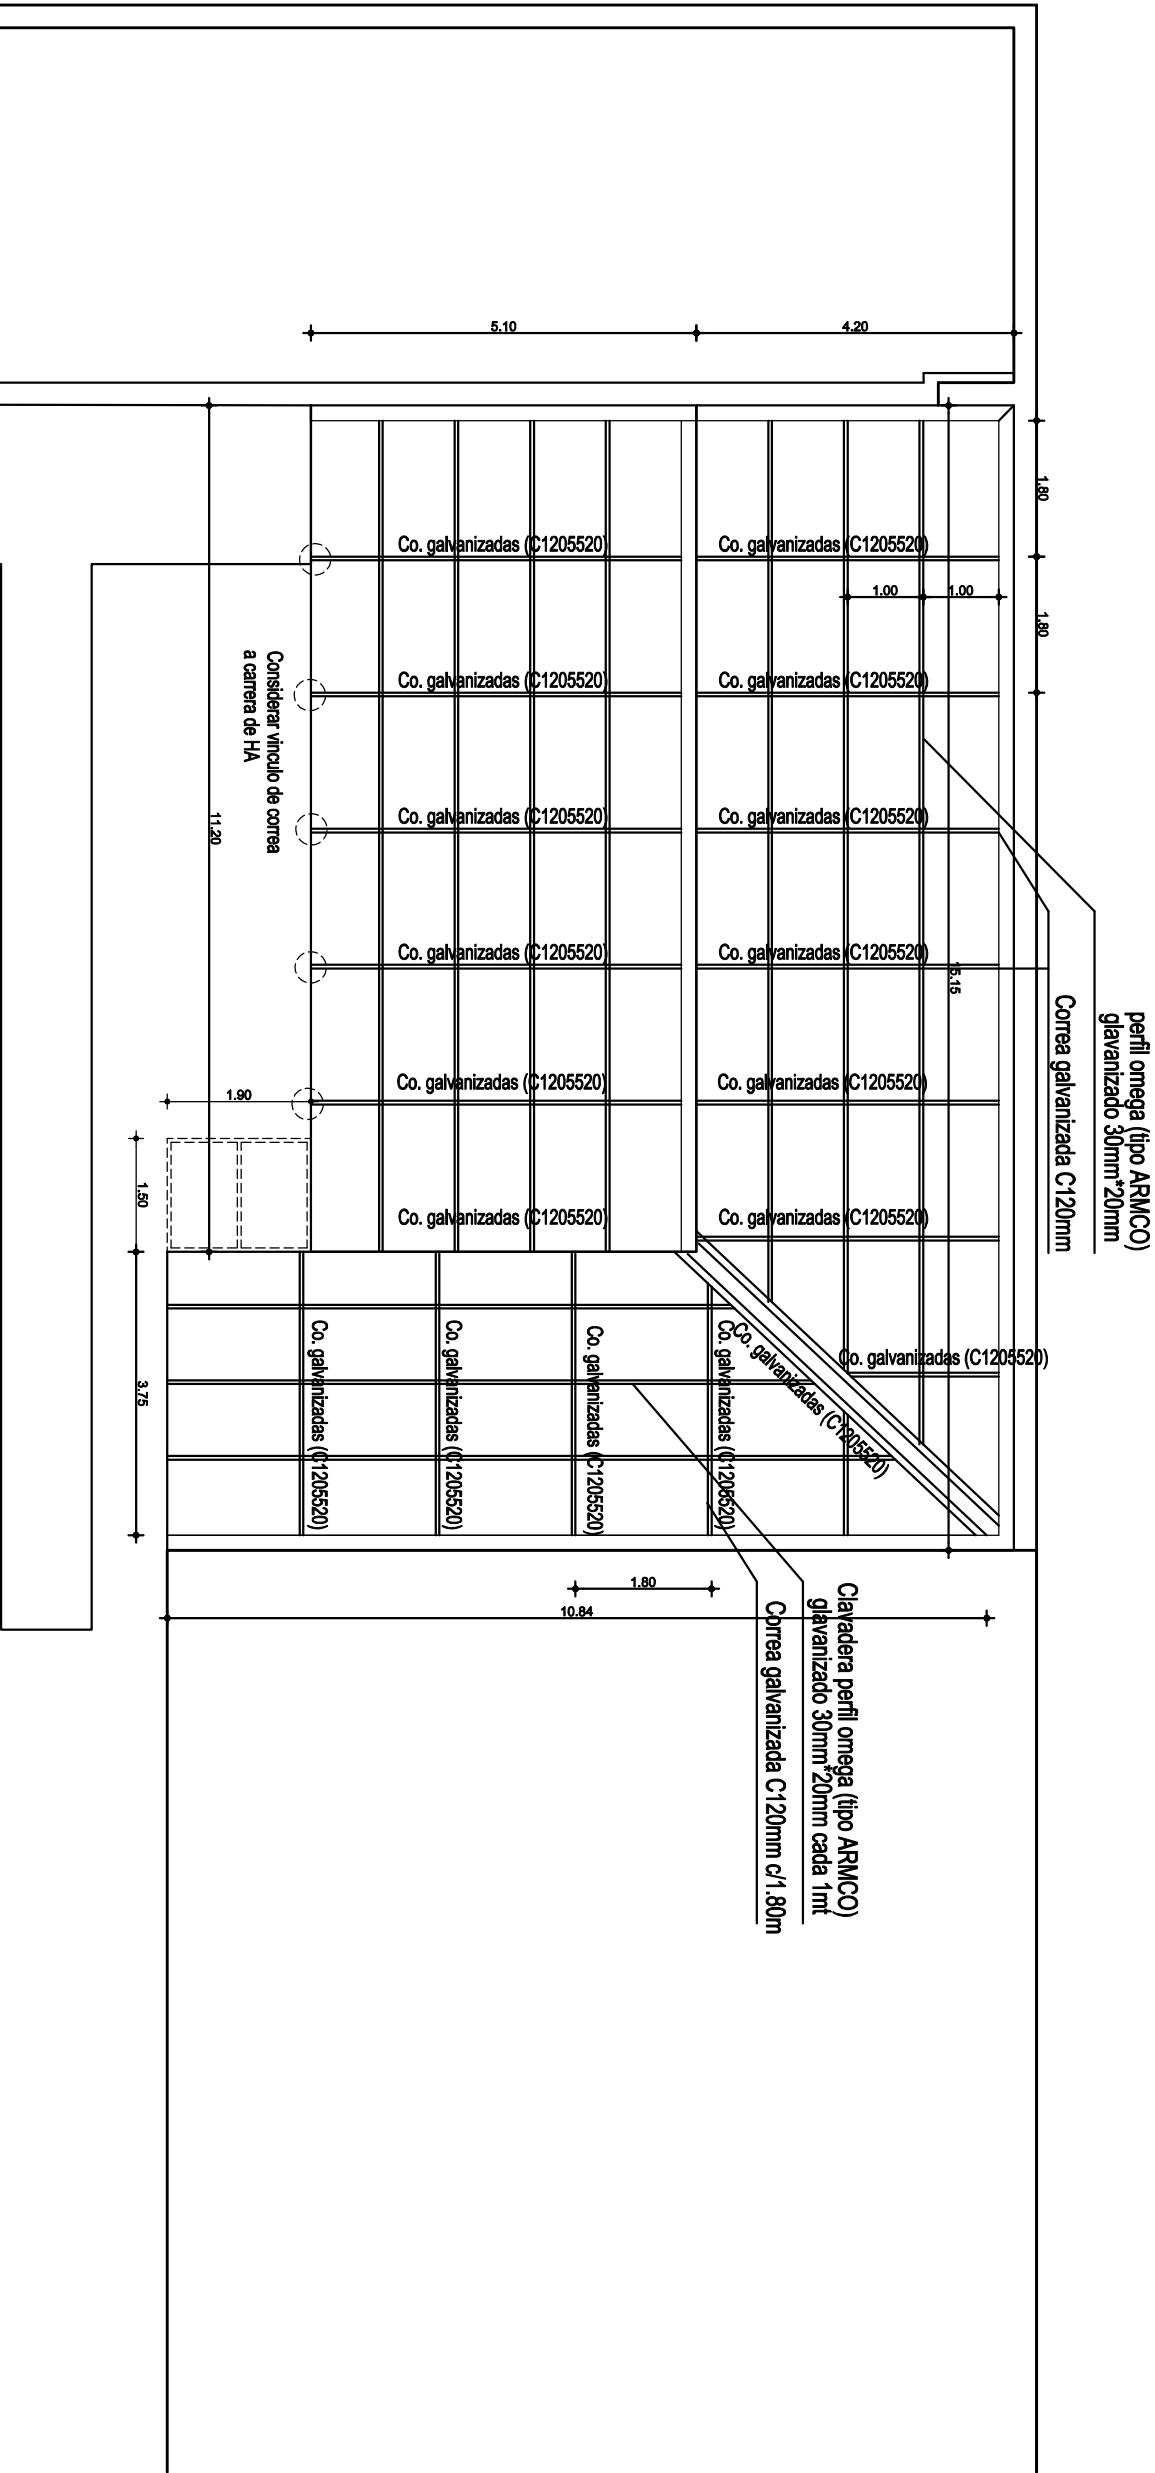 5.10
4.20
1.80
Co. galvanizadas (C1205520)
Co. galvanizadas (C1205520)
1.00
1.00
1.80
Considerar vinculo de correa
a carrera de HA
Co. galvanizadas (C1205520)
Co. galvanizadas (C1205520)
11.20
Co. galvanizadas (C1205520)
Co. galvanizadas (C1205520)
Co. galvanizadas (C1205520)
Co. galvanizadas (C1205520)
15.15
perfil omega (tipo ARMCO)
glavanizado 30mm*20mm
Correa galvanizada C120mm
1.90
Co. galvanizadas (C1205520)
Co. galvanizadas (C1205520)
1.50
Co. galvanizadas (C1205520)
Co. galvanizadas (C1205520)
3.75
Co. galvanizadas (C1205520)
Co. galvanizadas (C1205520)
Co. galvanizadas (C1205520)
Co. galvanizadas (C1205520)
Co. galvanizadas (C1205520)
Co. galvanizadas (C1205520)
1.80
10.84
Clavadera perfil omega (tipo ARMCO)
glavanizado 30mm*20mm cada 1mt
Correa galvanizada C120mm c/1.80m